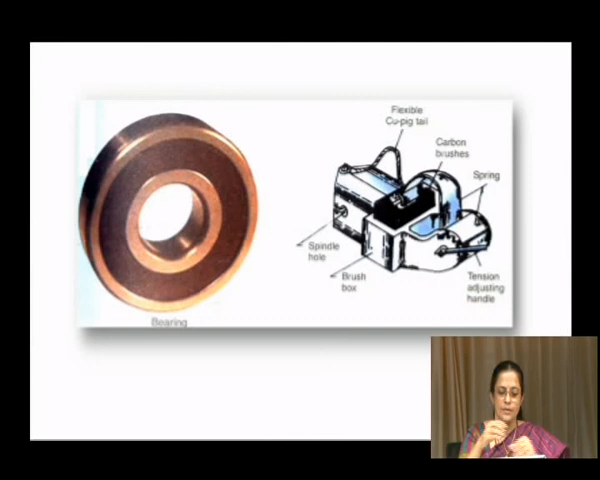 Flexible
Cu-pig tail
Carbon
brushes
Spring
Spindle
hole
Brush
box
Tension
adjusting
handle
Bearing